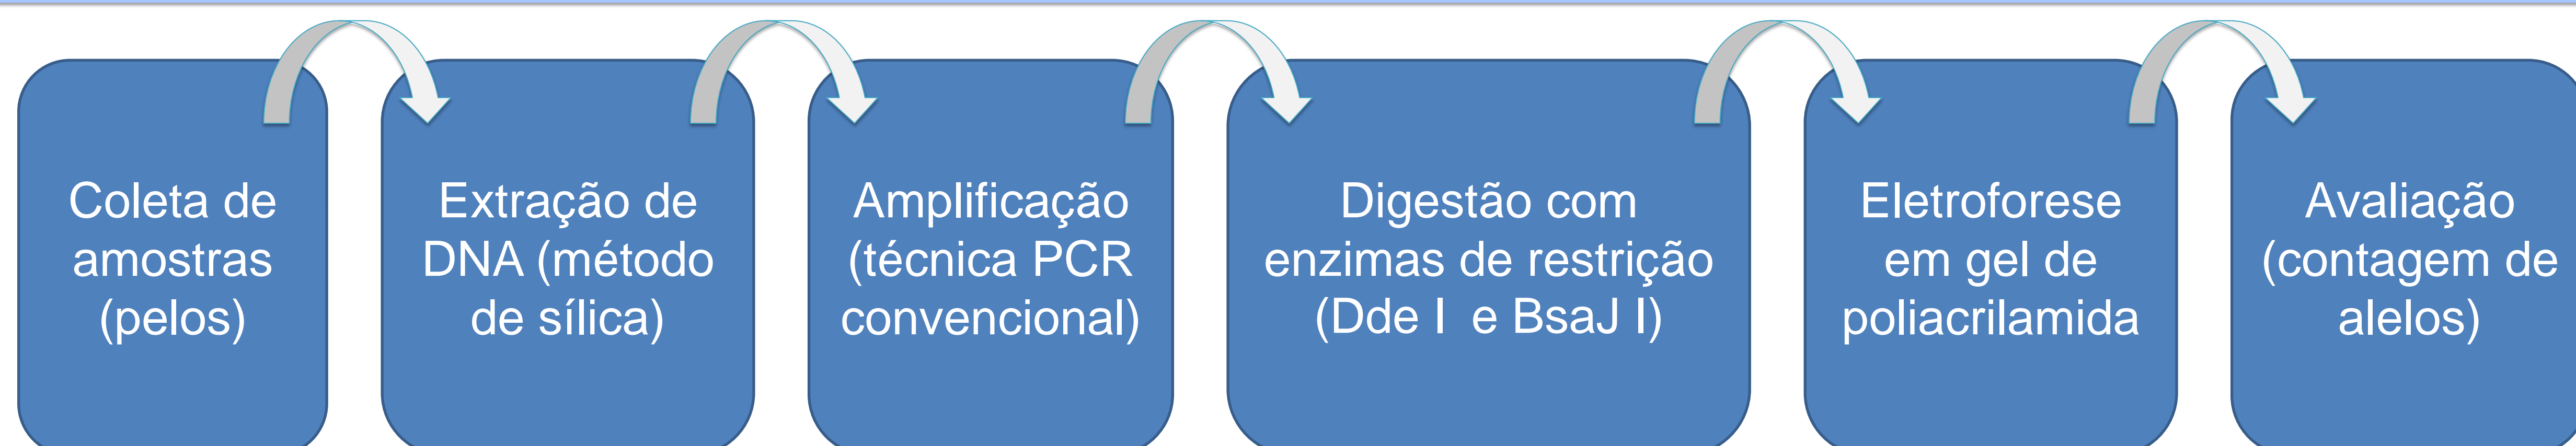 Coleta de
amostras
(pelos)
Extração de
DNA (método
de sílica)
Amplificação
(técnica PCR
convencional)
Digestão com
enzimas de restrição
(Dde I  e BsaJ I)
Eletroforese
em gel de
poliacrilamida
Avaliação
(contagem de
alelos)